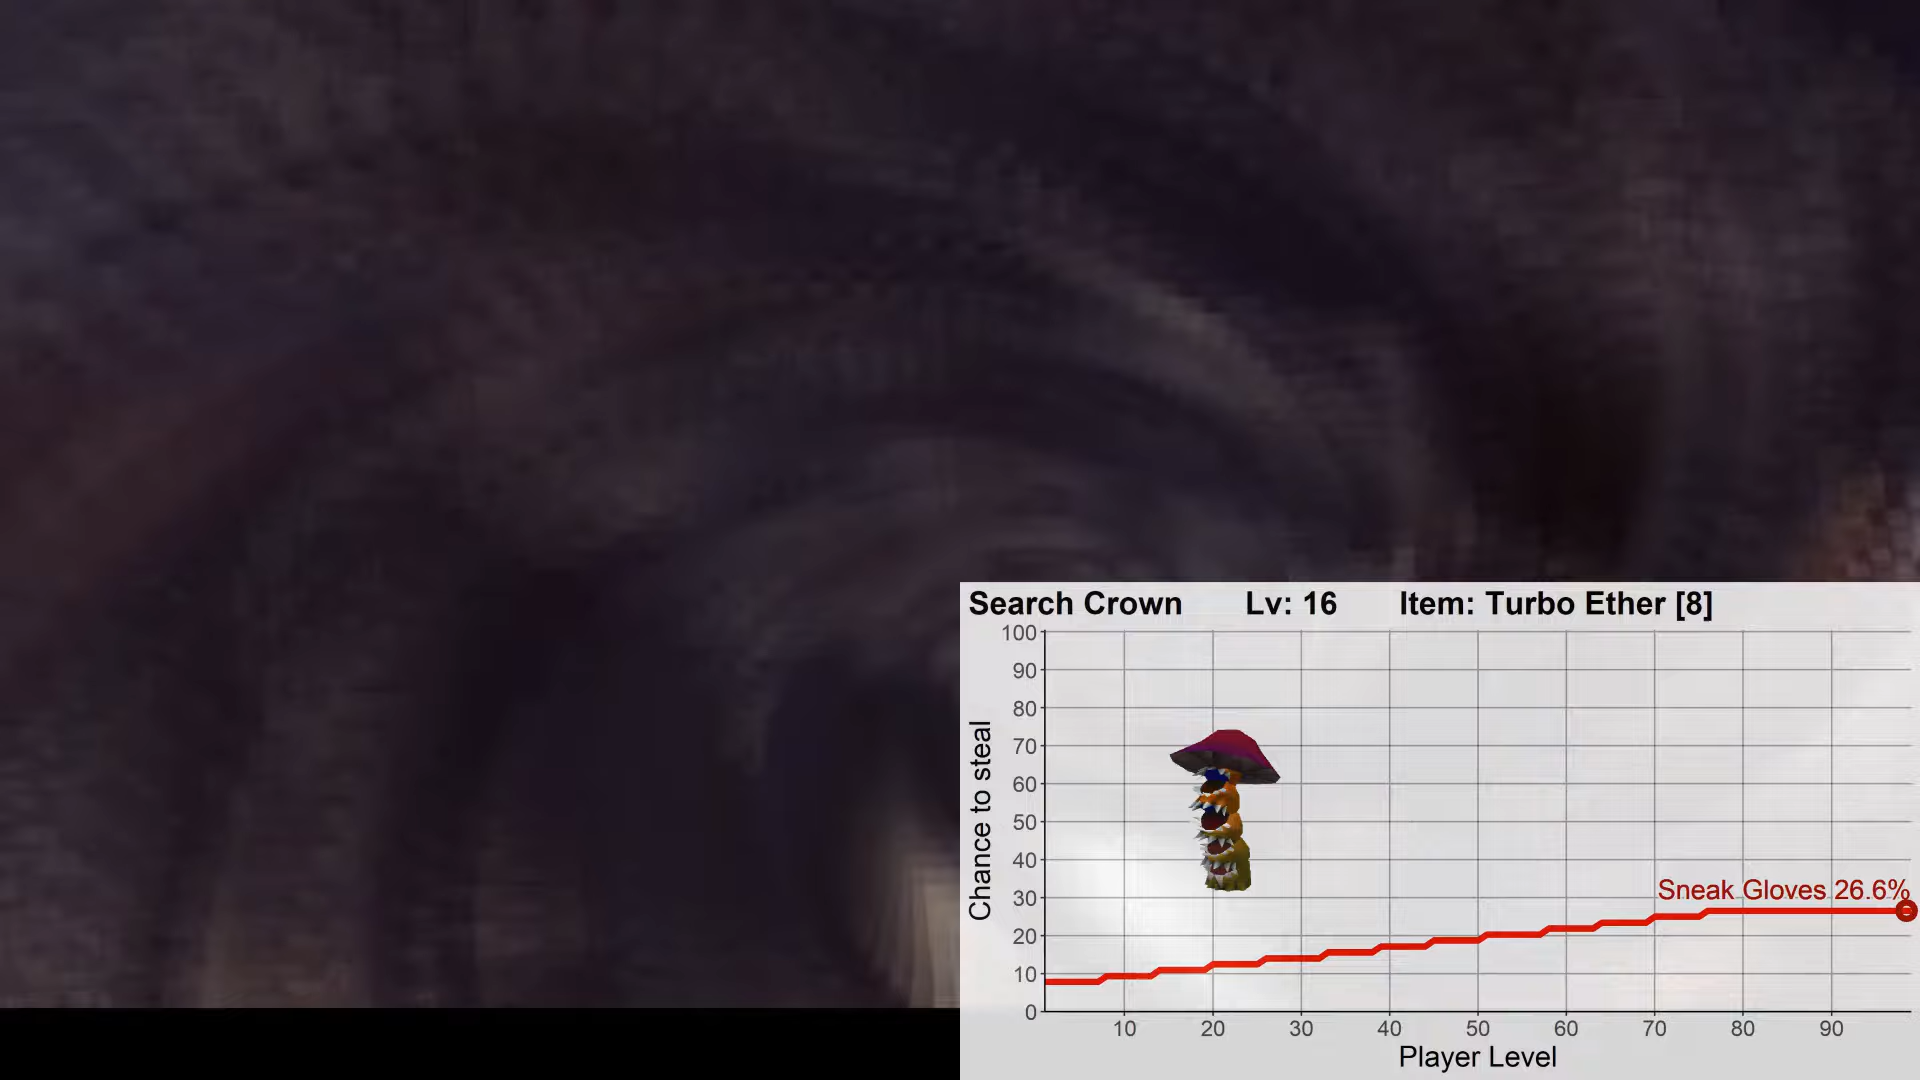 Search Crown Lv: 16 Item: Turbo Ether [8]
100
90
80
70
60
50
40
30
20
10
0
Chance to steal
Sneak Gloves 26.6%
10 20 30 40 50 60 70 80 90
Player Level